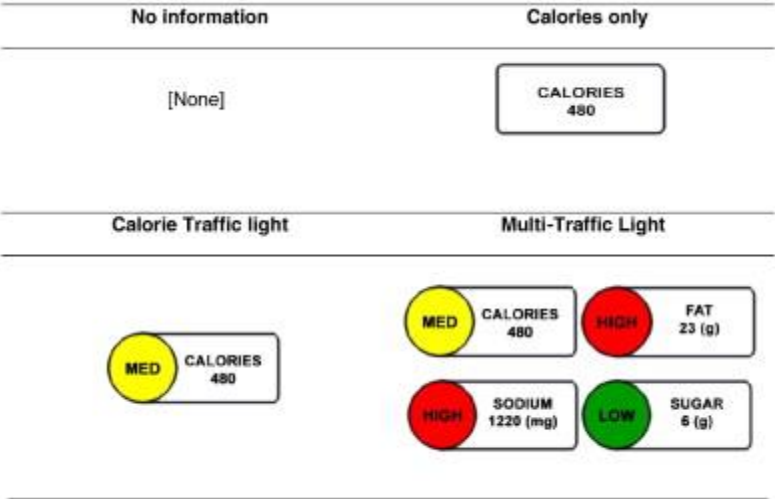 No information
Calories only
[None]
CALORIES
480
Calorie Traffic light
Multi-Traffic Light
MED
CALORIES
480
MED
CALORIES
480
HIGH
FAT
23 (g)
HIGH
SODIUM
1220 (mg)
LOW
SUGAR
6 (g)